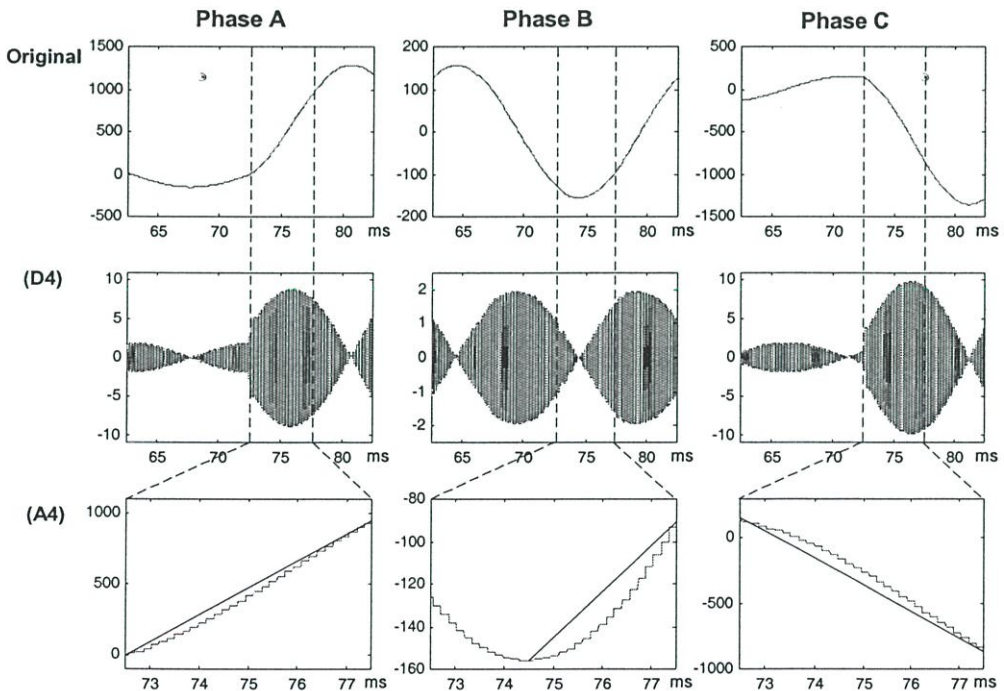 Phase A Phase B Phase C
Original
1500 1000 500 0 -500
65 70 75 80 ms
200 100 0 -100 -200
65 70 75 80 ms
500 0 -500 -1000 -1500
65 70 75 80 ms
(D4)
10 5 0 -5 -10
65 70 75 80 ms
2 1 0 -1 -2
65 70 75 80 ms
10 5 0 -5 -10
65 70 75 80 ms
(A4)
1000 500 0
73 74 75 76 77 ms
-80 -100 -120 -140 -160
73 74 75 76 77 ms
0 -500 -1000
73 74 75 76 77 ms